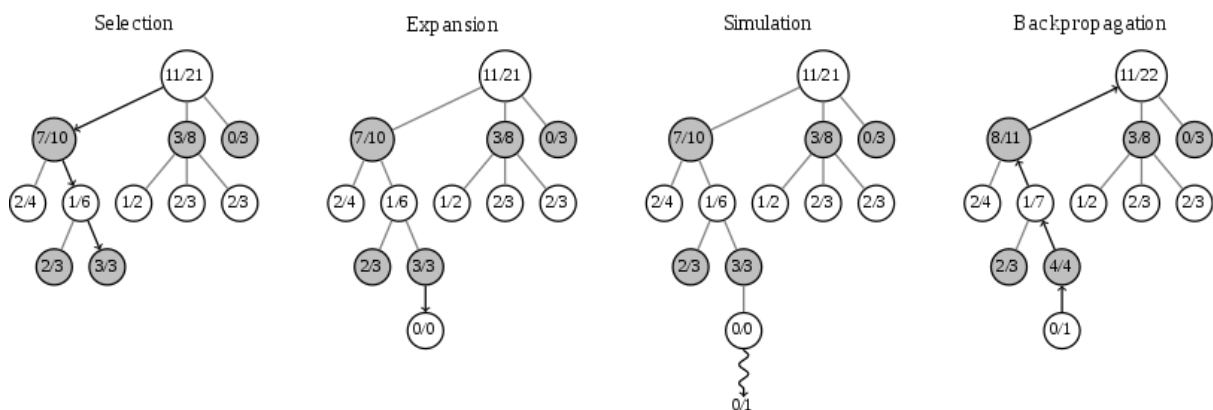 Selection Expansion Simulation Backpropagation
11/21 11/21 11/21 11/22
7/10 3/8 0/3 7/10 3/8 0/3 7/10 3/8 0/3 8/11 3/8 0/3
2/4 1/6 1/2 2/3 2/3 2/4 1/6 1/2 2/3 2/3 2/4 1/6 1/2 2/3 2/3 2/4 1/7 1/2 2/3 2/3
2/3 3/3 2/3 3/3 2/3 3/3 2/3 4/4
0/0 0/0 0/1
0/1